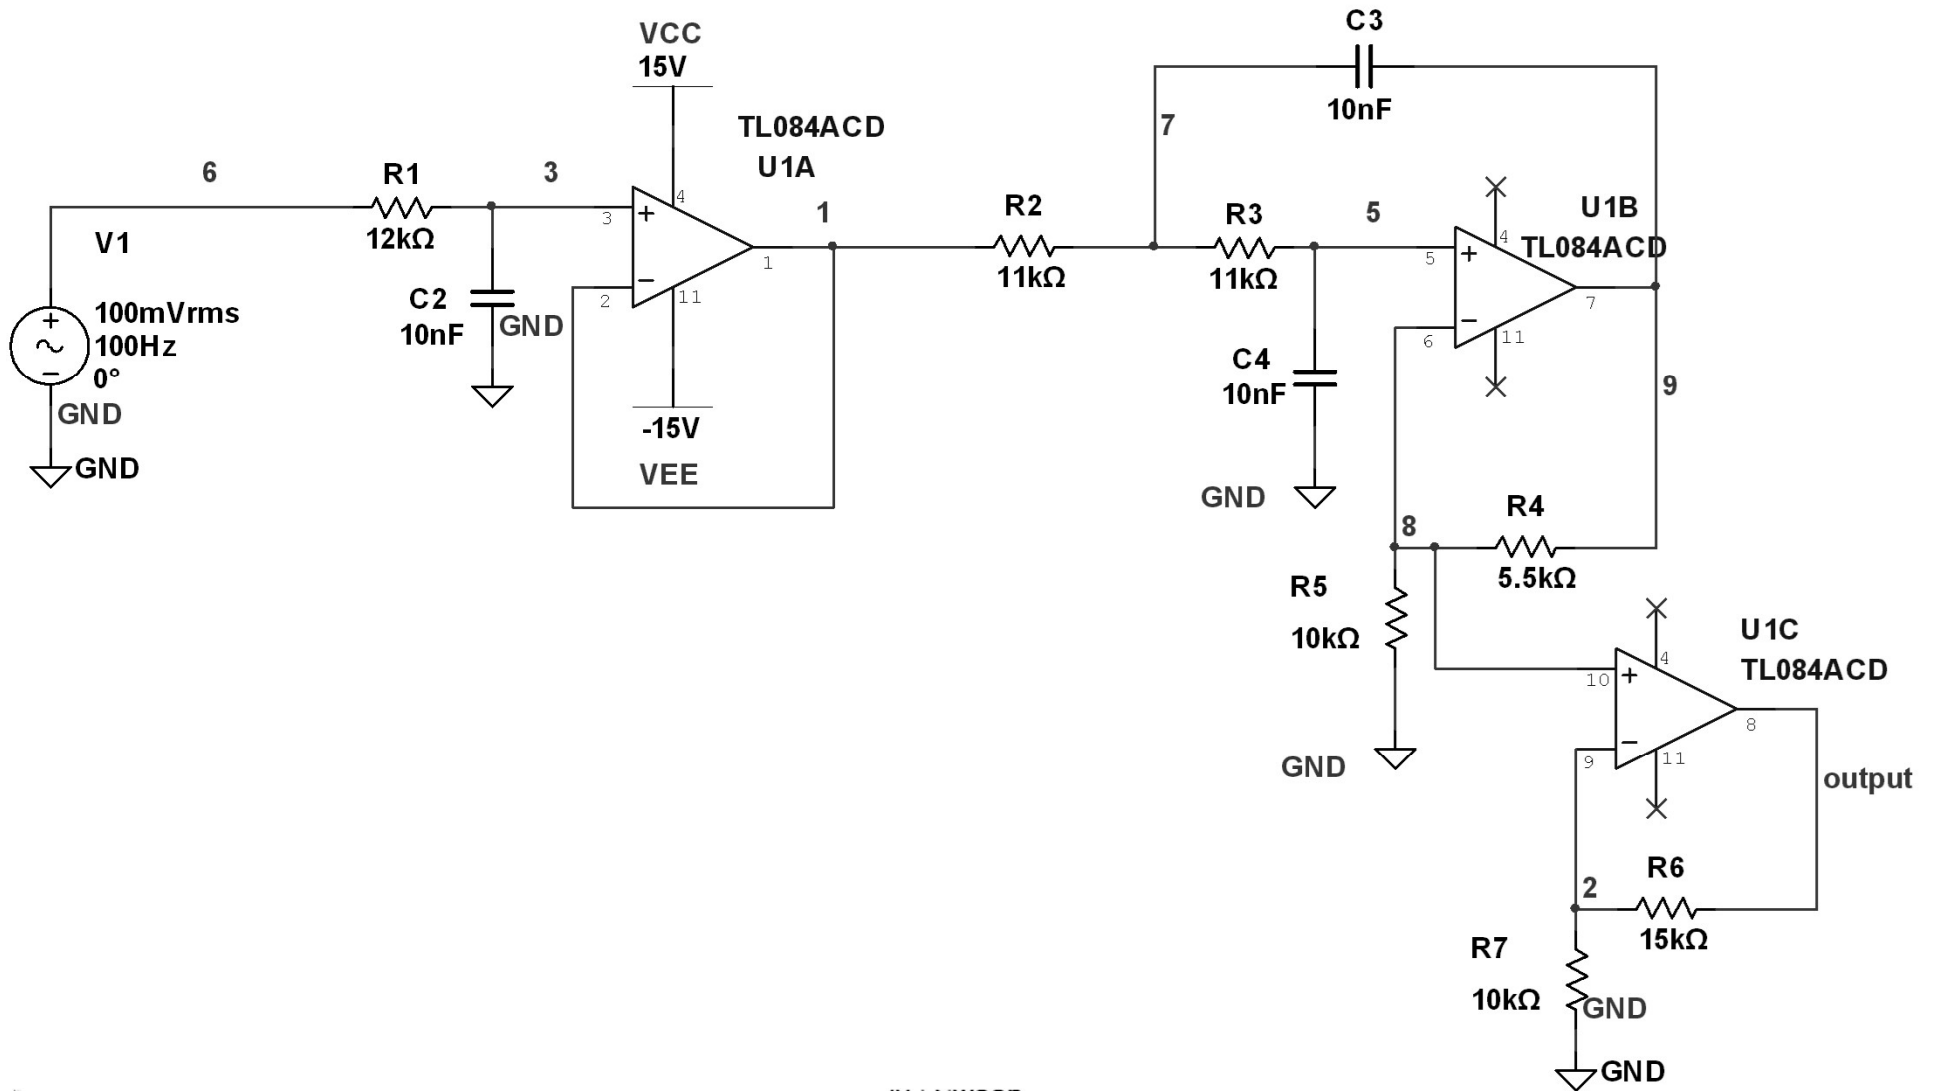 VCC
15V
TL084ACD
U1A
6
R1
12kΩ
3
V1
100mVrms
100Hz
0°
GND
GND
C2
10nF
GND
3
2
4
11
1
1
-15V
VEE
C3
10nF
7
R2
11kΩ
R3
11kΩ
5
C4
10nF
GND
U1B
TL084ACD
5
6
4
11
7
9
8
R4
5.5kΩ
R5
10kΩ
GND
U1C
TL084ACD
10
9
4
11
8
output
2
R6
15kΩ
R7
10kΩ
GND
GND